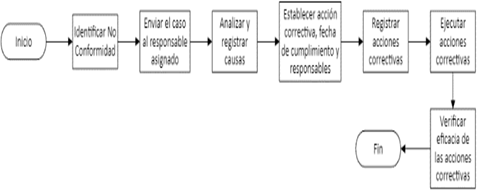 Inicio
Identificar No
Conformidad
Enviar el caso
al responsable
asignado
Analizar y
registrar
causas
Establecer acción
correctiva, fecha
de cumplimiento y
responsables
Registrar
acciones
correctivas
Ejecutar
acciones
correctivas
Verificar
eficacia de
las acciones
correctivas
Fin